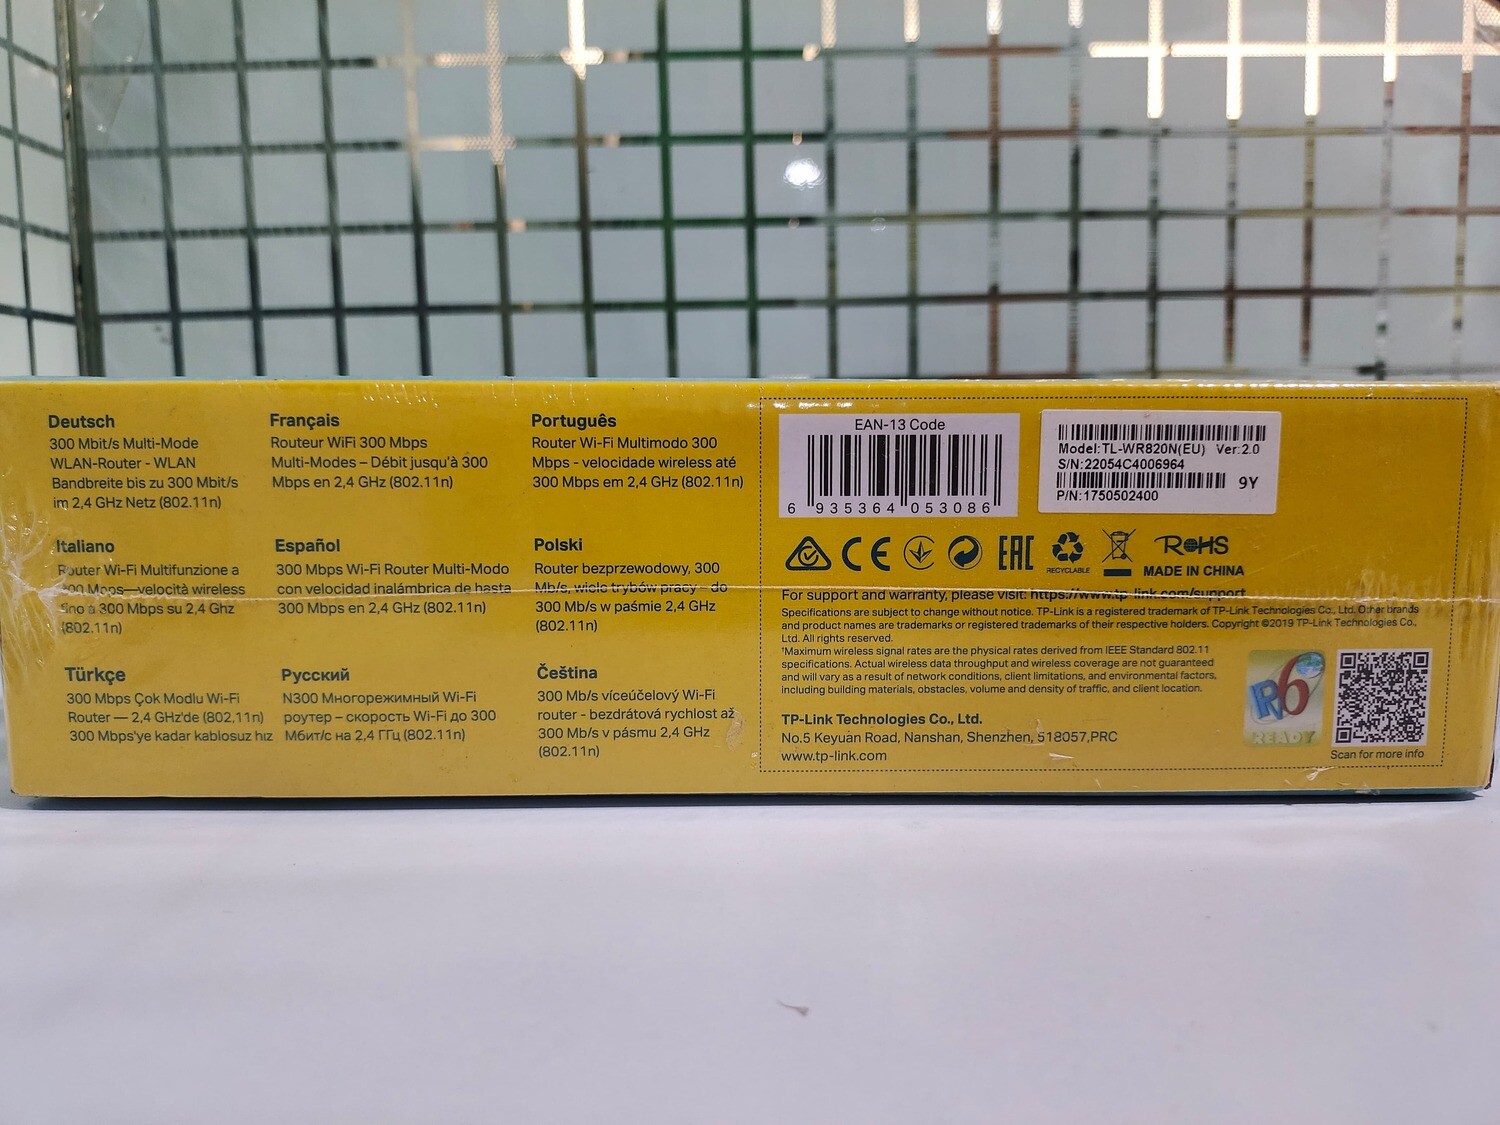 Deutsch
300 Mbit/s Multi-Mode
WLAN-Router - WLAN
Bandbreite bis zu 300 Mbit/s
im 2,4 GHz Netz (802.11n)
Français
Routeur WiFi 300 Mbps
Multi-Modes – Débit jusqu'à 300
Mbps en 2,4 GHz (802.11n)
Português
Router Wi-Fi Multimodo 300
Mbps - velocidade wireless até
300 Mbps em 2,4 GHz (802.11n)
Italiano
Router Wi-Fi Multifunzione a
300 Mbps—velocità wireless
fino a 300 Mbps su 2,4 Ghz
(802.11n)
Español
300 Mbps Wi-Fi Router Multi-Modo
con velocidad inalámbrica de hasta
300 Mbps en 2,4 GHz (802.11n)
Polski
Router bezprzewodowy, 300
Mb/s, wiele trybów pracy – do
300 Mb/s w paśmie 2,4 GHz
(802.11n)
Türkçe
300 Mbps Çok Modlu Wi-Fi
Router — 2,4 GHz'de (802,11n)
300 Mbps'ye kadar kablosuz hız
Русский
N300 Многорежимный Wi-Fi
роутер – скорость Wi-Fi до 300
Мбит/с на 2,4 ГГц (802.11n)
Čeština
300 Mb/s víceúčelový Wi-Fi
router - bezdrátová rychlost až
300 Mb/s v pásmu 2,4 GHz
(802.11n)
EAN-13 Code
6 935364 053086
Model:TL-WR820N(EU) Ver:2.0
S/N:22054C4006964
9Y
P/N:1750502400
CE
EAC
RECYCLABLE
RoHS
MADE IN CHINA
For support and warranty, please visit: https://www.tp-link.com/support
Specifications are subject to change without notice. TP-Link is a registered trademark of TP-Link Technologies Co., Ltd. Other brands
and product names are trademarks or registered trademarks of their respective holders. Copyright ©2019 TP-Link Technologies Co.,
Ltd. All rights reserved.
†Maximum wireless signal rates are the physical rates derived from IEEE Standard 802.11
specifications. Actual wireless data throughput and wireless coverage are not guaranteed
and will vary as a result of network conditions, client limitations, and environmental factors,
including building materials, obstacles, volume and density of traffic, and client location.
TP-Link Technologies Co., Ltd.
No.5 Keyuan Road, Nanshan, Shenzhen, 518057,PRC
www.tp-link.com
IPv6
READY
Scan for more info